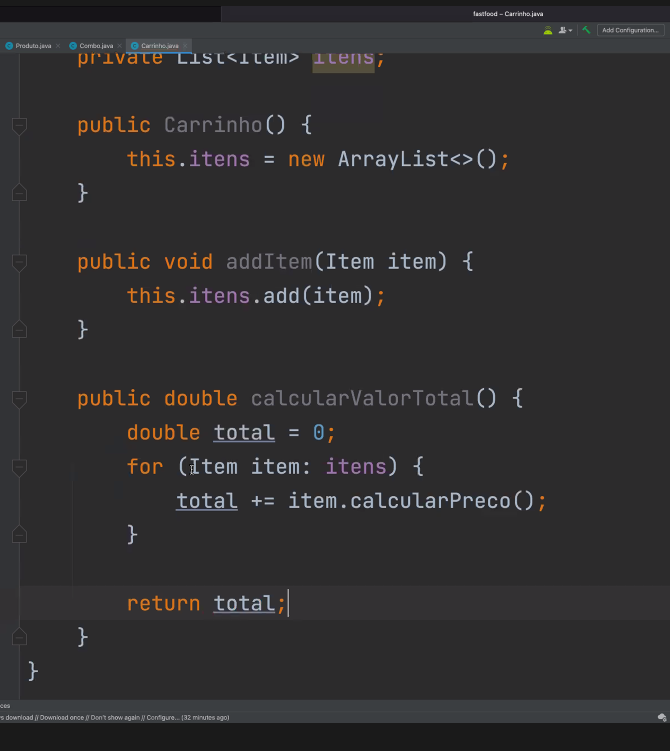 fastfood – Carrinho.java
Add Configuration...
Produto.java Combo.java Carrinho.java
private List<Item> itens;
public Carrinho() {
this.itens = new ArrayList<>();
}
public void addItem(Item item) {
this.itens.add(item);
}
public double calcularValorTotal() {
double total = 0;
for (Item item: itens) {
total += item.calcularPreco();
}
return total;
}
}
ces
s download // Download once // Don't show again // Configure... (32 minutes ago)